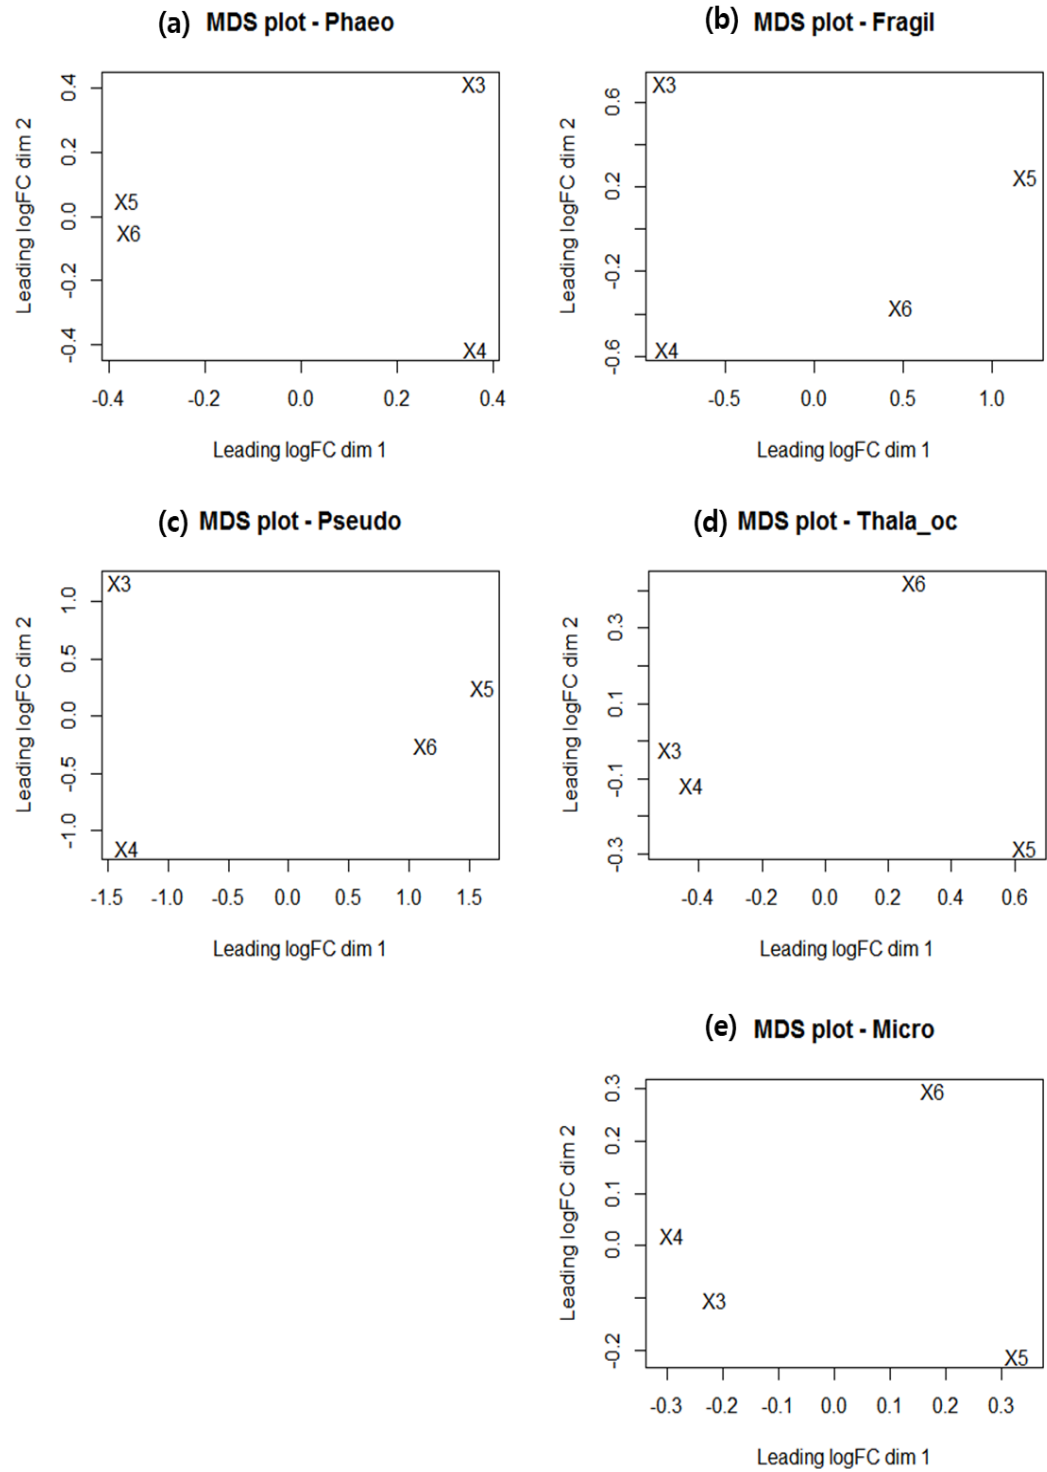 (a) MDS plot - Phaeo
Leading logFC dim 2
0.4
0.2
0.0
-0.2
-0.4
X3
X5
X6
X4
-0.4 -0.2 0.0 0.2 0.4
Leading logFC dim 1
(b) MDS plot - Fragil
Leading logFC dim 2
0.6
0.2
-0.2
-0.6
X3
X5
X6
X4
-0.5 0.0 0.5 1.0
Leading logFC dim 1
(c) MDS plot - Pseudo
Leading logFC dim 2
1.0
0.5
0.0
-0.5
-1.0
X3
X5
X6
X4
-1.5 -1.0 -0.5 0.0 0.5 1.0 1.5
Leading logFC dim 1
(d) MDS plot - Thala_oc
Leading logFC dim 2
0.3
0.1
-0.1
-0.3
X6
X3
X4
X5
-0.4 -0.2 0.0 0.2 0.4 0.6
Leading logFC dim 1
(e) MDS plot - Micro
Leading logFC dim 2
0.3
0.2
0.1
0.0
-0.2
X6
X4
X3
X5
-0.3 -0.2 -0.1 0.0 0.1 0.2 0.3
Leading logFC dim 1